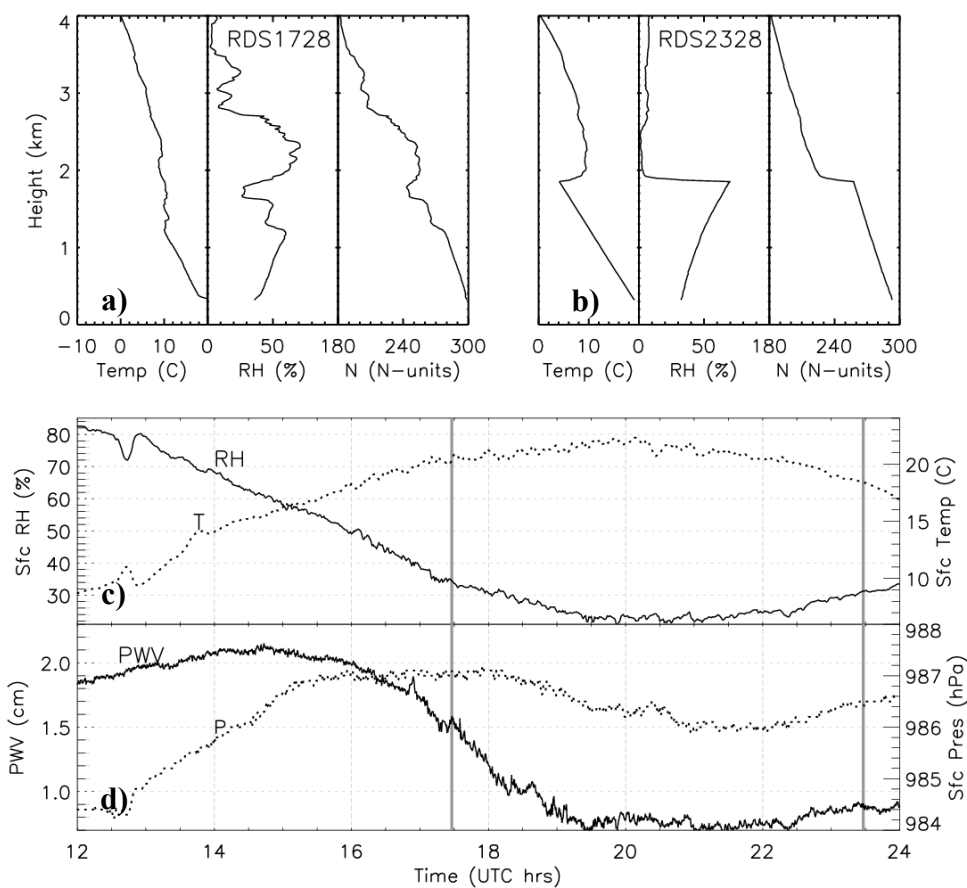 4
3
2
1
0
Height (km)
RDS1728
a)
-10 0 10
Temp (C)
0 50
RH (%)
180 240 300
N (N-units)
RDS2328
b)
0 10
Temp (C)
0 50
RH (%)
180 240 300
N (N-units)
80
70
60
50
40
30
Sfc RH (%)
RH
T
c)
20
15
10
Sfc Temp (C)
2.0
1.5
1.0
PWV (cm)
PWV
P
d)
988
987
986
985
984
Sfc Pres (hPa)
12 14 16 18 20 22 24
Time (UTC hrs)